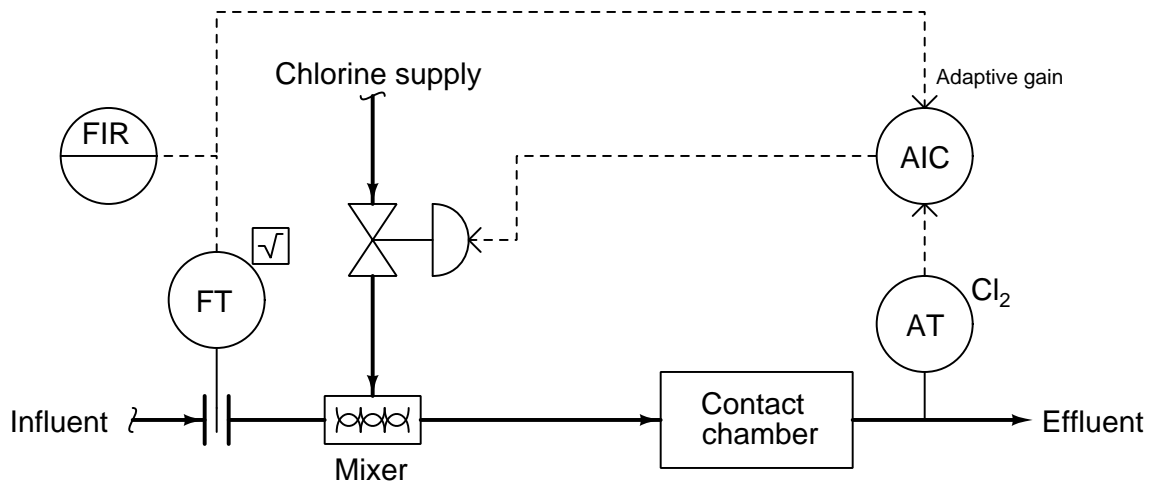 Chlorine supply
Adaptive gain
FIR
AIC
√
FT
Cl₂
AT
Influent
Contact
chamber
Effluent
Mixer